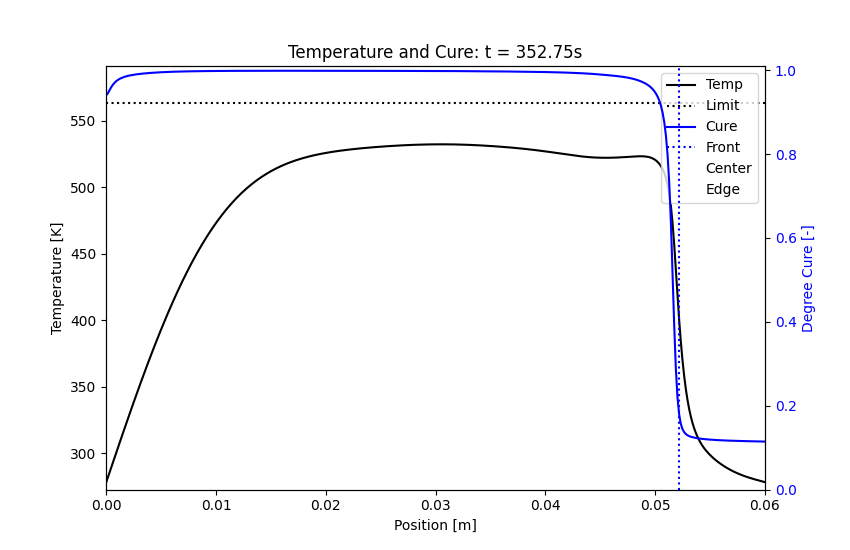 Temperature and Cure: t = 352.75s
Temp
Limit
Cure
Front
Center
Edge
550
500
450
400
350
300
Temperature [K]
1.0
0.8
0.6
0.4
0.2
0.0
Degree Cure [-]
0.00
0.01
0.02
0.03
0.04
0.05
0.06
Position [m]